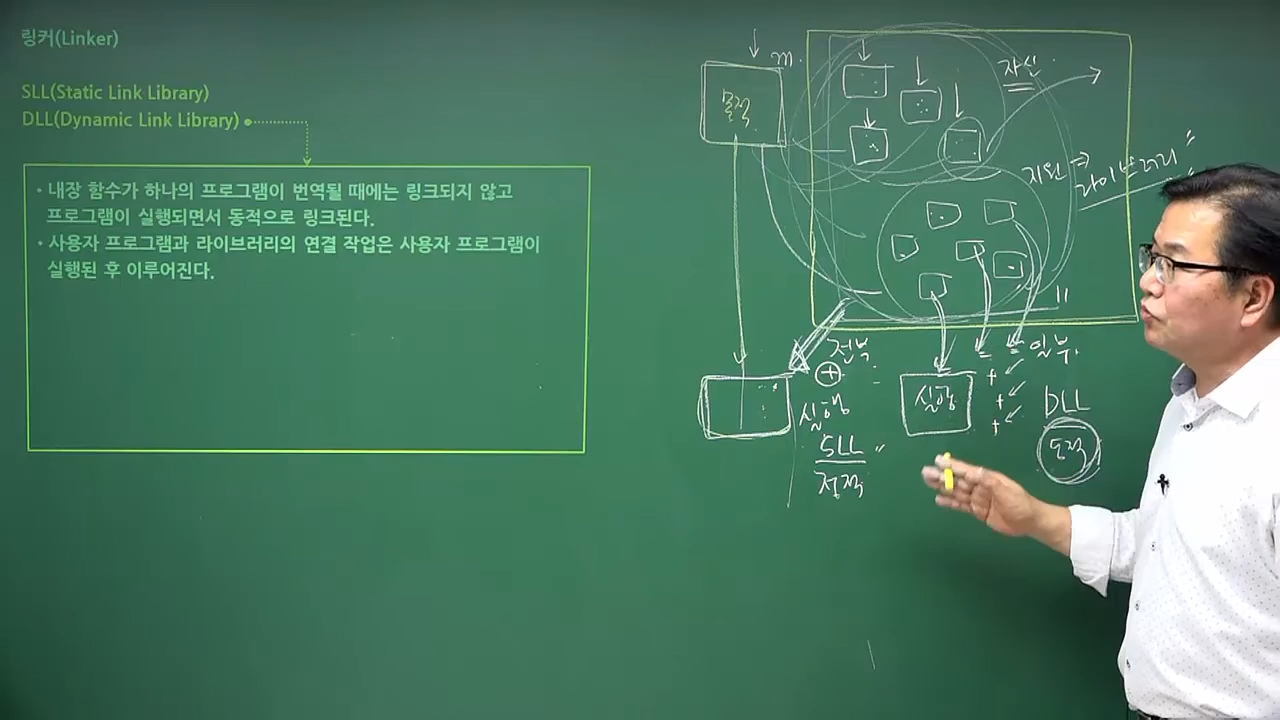 링커(Linker)
SLL(Static Link Library)
DLL(Dynamic Link Library)
• 내장 함수가 하나의 프로그램이 번역될 때에는 링크되지 않고
프로그램이 실행되면서 동적으로 링크된다.
• 사용자 프로그램과 라이브러리의 연결 작업은 사용자 프로그램이
실행된 후 이루어진다.
m.
목적
자신
지원 ⇒
라이브러리"
전부
+
실행
SLL "
정적
실행
+
+
+
일부
DLL
동적